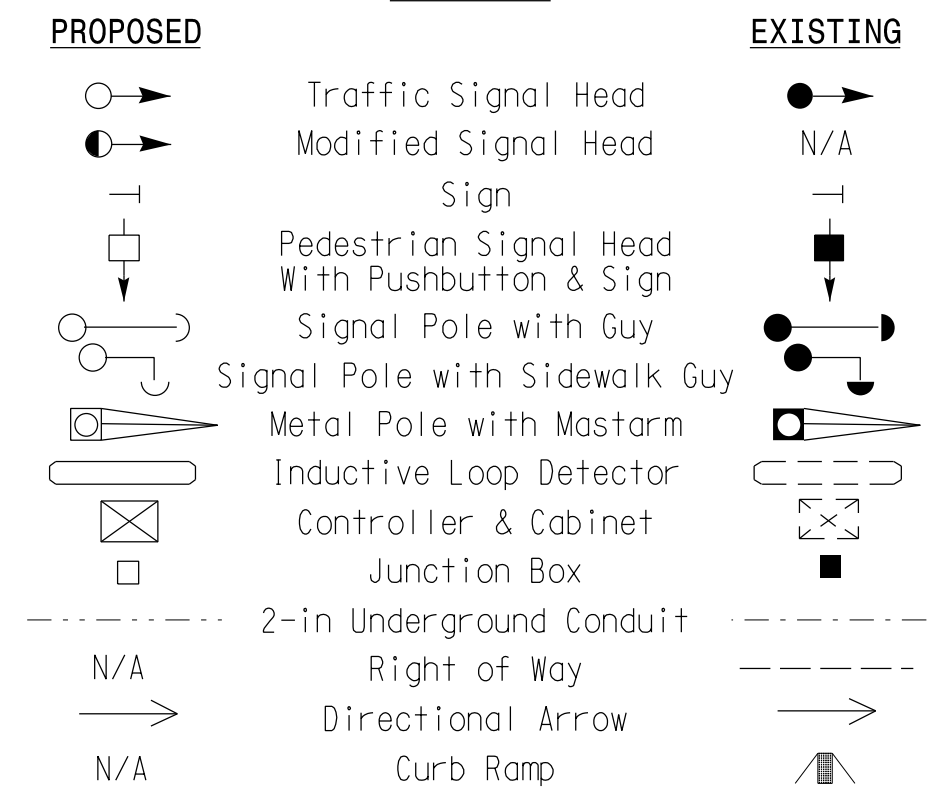 PROPOSED EXISTING
Traffic Signal Head
Modified Signal Head N/A
Sign
Pedestrian Signal Head
With Pushbutton & Sign
Signal Pole with Guy
Signal Pole with Sidewalk Guy
Metal Pole with Mastarm
Inductive Loop Detector
Controller & Cabinet
Junction Box
2-in Underground Conduit
N/A Right of Way
Directional Arrow
N/A Curb Ramp